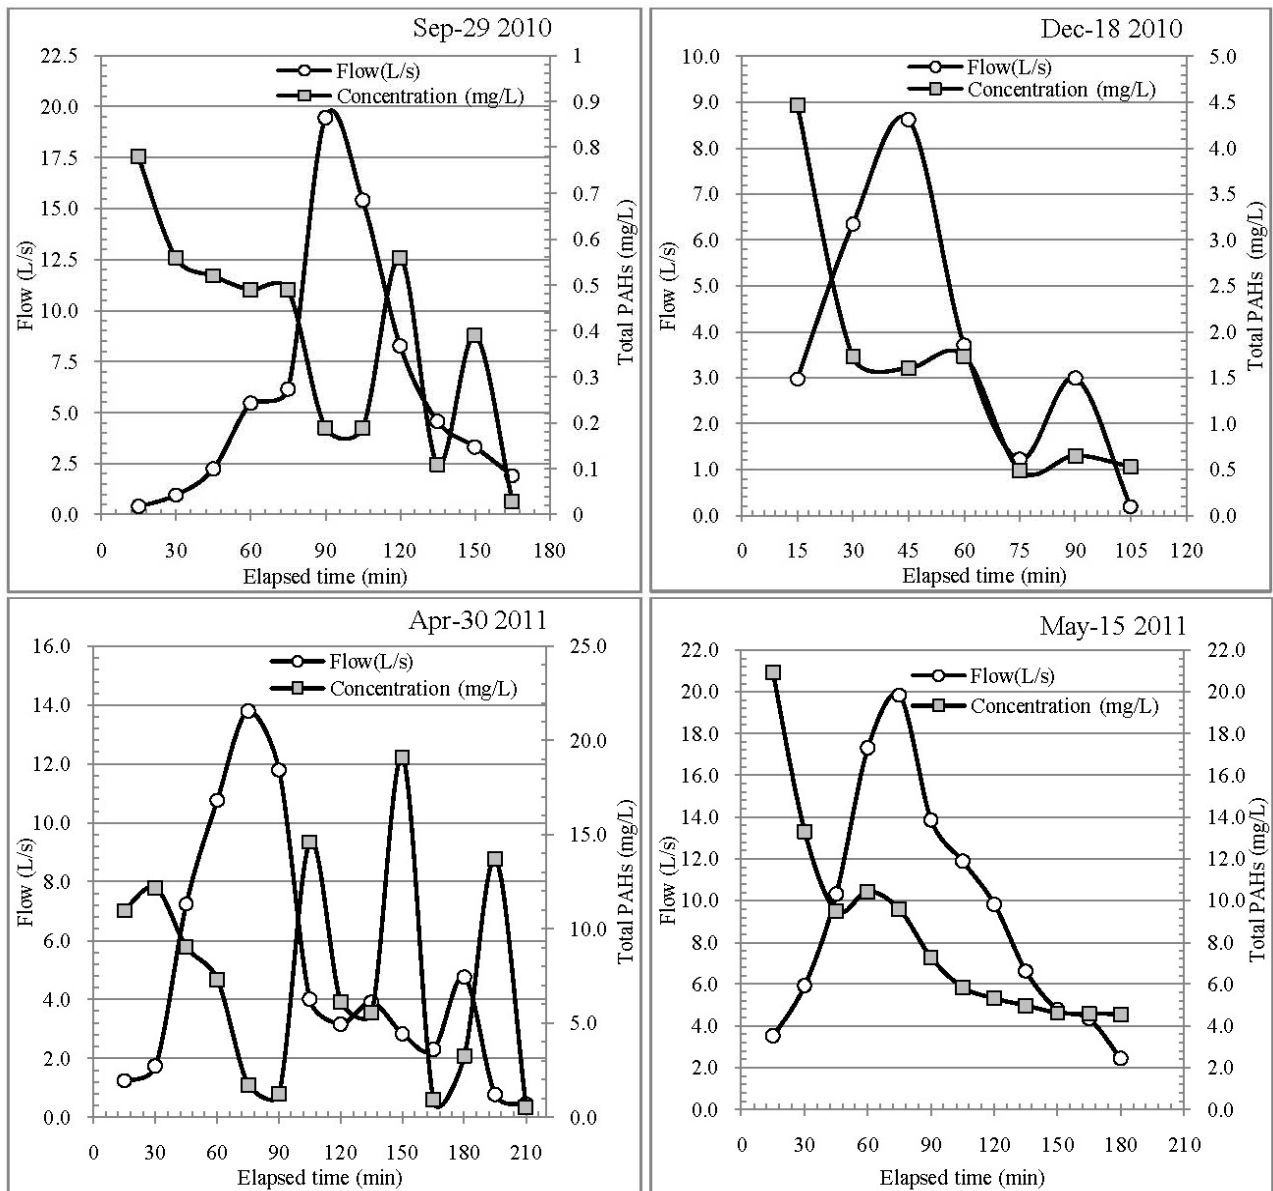 Sep-29 2010
Flow(L/s)
Concentration (mg/L)
22.5
20.0
17.5
15.0
12.5
10.0
7.5
5.0
2.5
0.0
Flow (L/s)
1
0.9
0.8
0.7
0.6
0.5
0.4
0.3
0.2
0.1
0
Total PAHs (mg/L)
0 30 60 90 120 150 180
Elapsed time (min)
Dec-18 2010
Flow(L/s)
Concentration (mg/L)
10.0
9.0
8.0
7.0
6.0
5.0
4.0
3.0
2.0
1.0
0.0
Flow (L/s)
5.0
4.5
4.0
3.5
3.0
2.5
2.0
1.5
1.0
0.5
0.0
Total PAHs (mg/L)
0 15 30 45 60 75 90 105 120
Elapsed time (min)
Apr-30 2011
Flow(L/s)
Concentration (mg/L)
16.0
14.0
12.0
10.0
8.0
6.0
4.0
2.0
0.0
Flow (L/s)
25.0
20.0
15.0
10.0
5.0
0.0
Total PAHs (mg/L)
0 30 60 90 120 150 180 210
Elapsed time (min)
May-15 2011
Flow(L/s)
Concentration (mg/L)
22.0
20.0
18.0
16.0
14.0
12.0
10.0
8.0
6.0
4.0
2.0
0.0
Flow (L/s)
22.0
20.0
18.0
16.0
14.0
12.0
10.0
8.0
6.0
4.0
2.0
0.0
Total PAHs (mg/L)
0 30 60 90 120 150 180 210
Elapsed time (min)